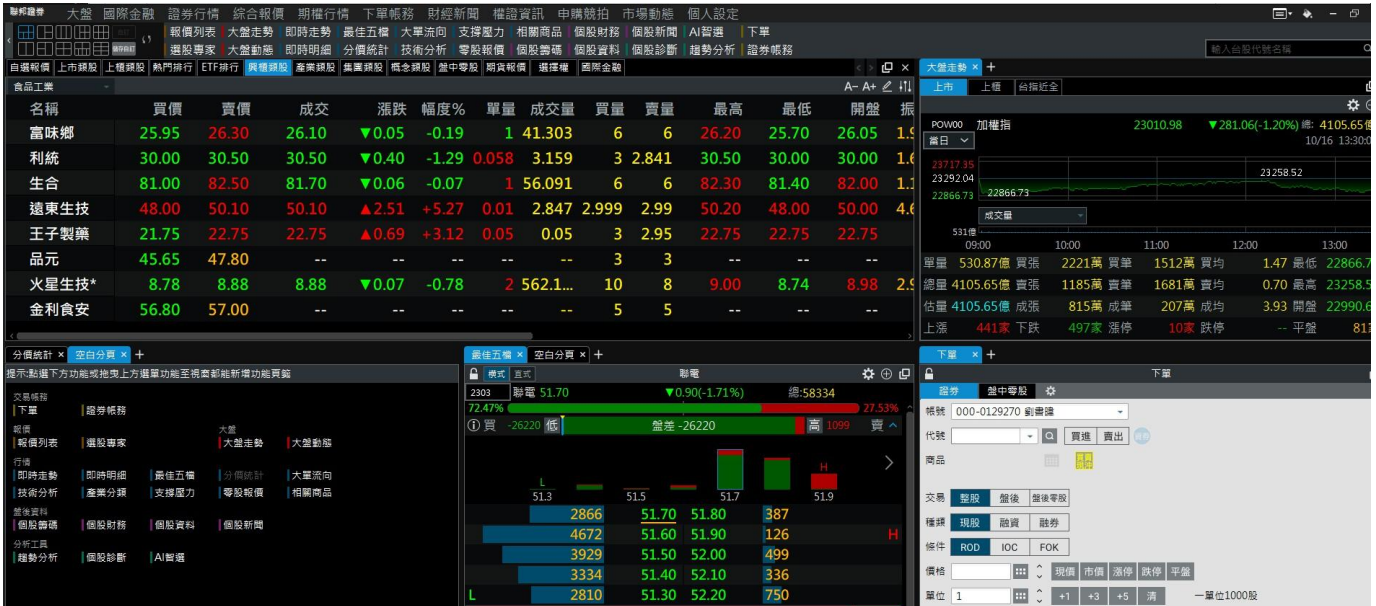 聯邦證券 大盤 國際金融 證券行情 綜合報價 期權行情 下單帳務 財經新聞 權證資訊 申購競拍 市場動態 個人設定
報價列表 大盤走勢 即時走勢 最佳五檔 大單流向 支撐壓力 相關商品 個股財務 個股新聞 AI智選 下單
儲存版訂 選股專家 大盤動態 即時明細 分價統計 技術分析 零股報價 個股籌碼 個股資料 個股診斷 趨勢分析 證券帳務
輸入台股代號名稱
自選報價 上市類股 上櫃類股 熱門排行 ETF排行 興櫃類股 產業類股 集團類股 概念類股 盤中零股 期貨報價 選擇權 國際金融
食品工業 A- A+
名稱 買價 賣價 成交 漲跌 幅度% 單量 成交量 買量 賣量 最高 最低 開盤 振
富味鄉 25.95 26.30 26.10 ▼0.05 -0.19 1 41.303 6 6 26.20 25.70 26.05 1.9
利統 30.00 30.50 30.50 ▼0.40 -1.29 0.058 3.159 3 2.841 30.50 30.00 30.00 1.6
生合 81.00 82.50 81.70 ▼0.06 -0.07 1 56.091 6 6 82.30 81.40 82.00 1.1
遠東生技 48.00 50.10 50.10 ▲2.51 +5.27 0.01 2.847 2.999 2.99 50.20 48.00 50.00 4.6
王子製藥 21.75 22.75 22.75 ▲0.69 +3.12 0.05 0.05 3 2.95 22.75 22.75 22.75
品元 45.65 47.80 -- -- -- -- -- 3 3 -- -- --
火星生技* 8.78 8.88 8.88 ▼0.07 -0.78 2 562.1... 10 8 9.00 8.74 8.98 2.9
金利食安 56.80 57.00 -- -- -- -- -- 5 5 -- -- --
大盤走勢 × +
上市 上櫃 台指近全
POW00 加權指 23010.98 ▼281.06(-1.20%) 總: 4105.65億
當日 10/16 13:30:0
23717.35
23292.04
22866.73
22866.73
23258.52
成交量
531億
09:00 10:00 11:00 12:00 13:00
單量 530.87億 買張 2221萬 買筆 1512萬 買均 1.47 最低 22866.7
總量 4105.65億 賣張 1185萬 賣筆 1681萬 賣均 0.70 最高 23258.5
估量 4105.65億 成張 815萬 成筆 207萬 成均 3.93 開盤 22990.6
上漲 441家 下跌 497家 漲停 10家 跌停 -- 平盤 81
分價統計 × 空白分頁 × +
提示:點選下方功能或拖曳上方選單功能至視窗都能新增功能頁籤
交易帳務
下單 證券帳務
報價 大盤
報價列表 選股專家 大盤走勢 大盤動態
行情
即時走勢 即時明細 最佳五檔 分價統計 大單流向
技術分析 產業分類 支撐壓力 零股報價 相關商品
盤後資料
個股籌碼 個股財務 個股資料 個股新聞
分析工具
趨勢分析 個股診斷 AI智選
最佳五檔 × 空白分頁 × +
橫式 直式 聯電
2303 聯電 51.70 ▼0.90(-1.71%) 總:58334
72.47% 27.53%
買 -26220 低 盤差 -26220 高 1099 賣
L H
51.3 51.5 51.7 51.9
2866 51.70 51.80 387
4672 51.60 51.90 126 H
3929 51.50 52.00 499
3334 51.40 52.10 336
L 2810 51.30 52.20 750
下單 × +
下單
證券 盤中零股
帳號 000-0129270 劉書瑋
代號 買進 賣出
商品
交易 整股 盤後 盤後零股
種類 現股 融資 融券
條件 ROD IOC FOK
價格 現價 市價 漲停 跌停 平盤
單位 1 +1 +3 +5 清 一單位1000股